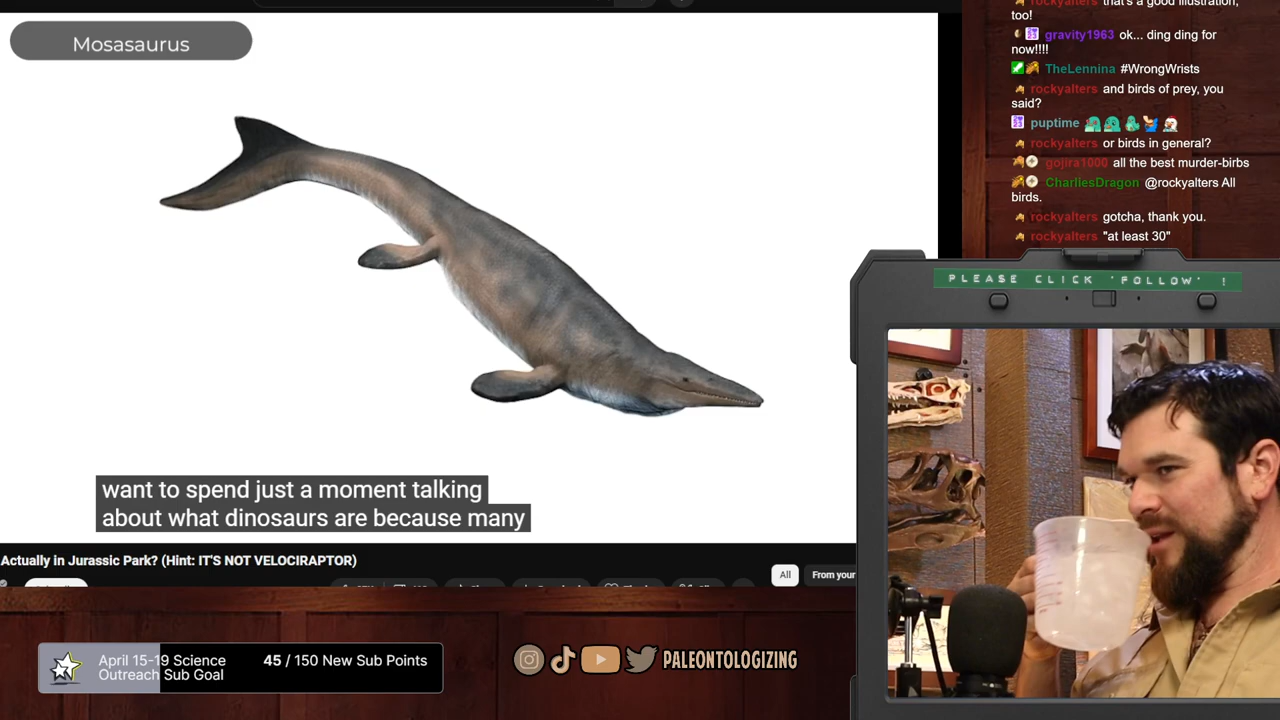 Mosasaurus
want to spend just a moment talking
about what dinosaurs are because many
Actually in Jurassic Park? (Hint: IT'S NOT VELOCIRAPTOR)
All
From your
April 15-19 Science
Outreach Sub Goal
45 / 150 New Sub Points
PALEONTOLOGIZING
rockyalters that's a good illustration,
too!
gravity1963 ok... ding ding for
now!!!!
TheLennina #WrongWrists
rockyalters and birds of prey, you
said?
puptime
rockyalters or birds in general?
gojira1000 all the best murder-birbs
CharliesDragon @rockyalters All
birds.
rockyalters gotcha, thank you.
rockyalters "at least 30"
PLEASE CLICK 'FOLLOW' !